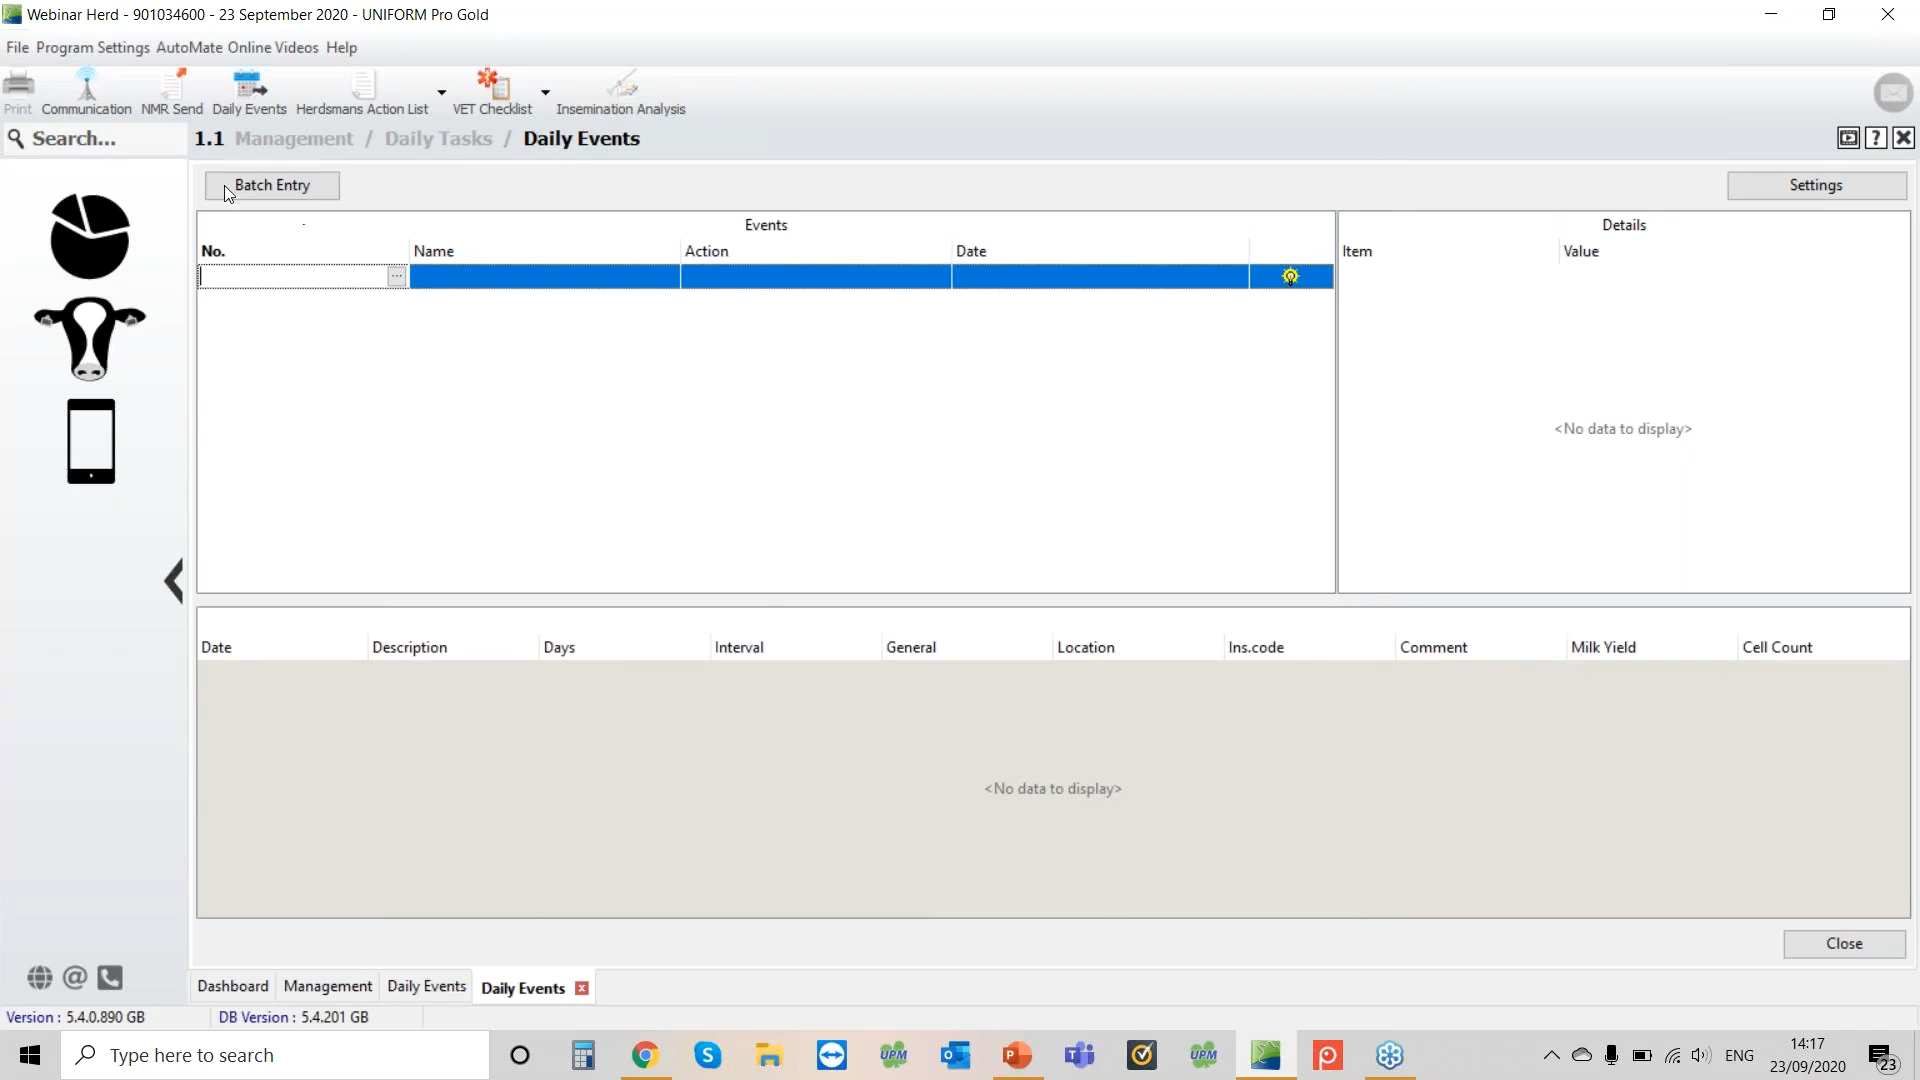 Webinar Herd - 901034600 - 23 September 2020 - UNIFORM Pro Gold
File Program Settings AutoMate Online Videos Help
Print Communication NMR Send Daily Events Herdsmans Action List VET Checklist Insemination Analysis
Search... 1.1 Management / Daily Tasks / Daily Events
Batch Entry Settings
Events Details
No. Name Action Date Item Value
<No data to display>
Date Description Days Interval General Location Ins.code Comment Milk Yield Cell Count
<No data to display>
Close
Dashboard Management Daily Events Daily Events
Version : 5.4.0.890 GB DB Version : 5.4.201 GB
Type here to search ENG 14:17
23/09/2020 23